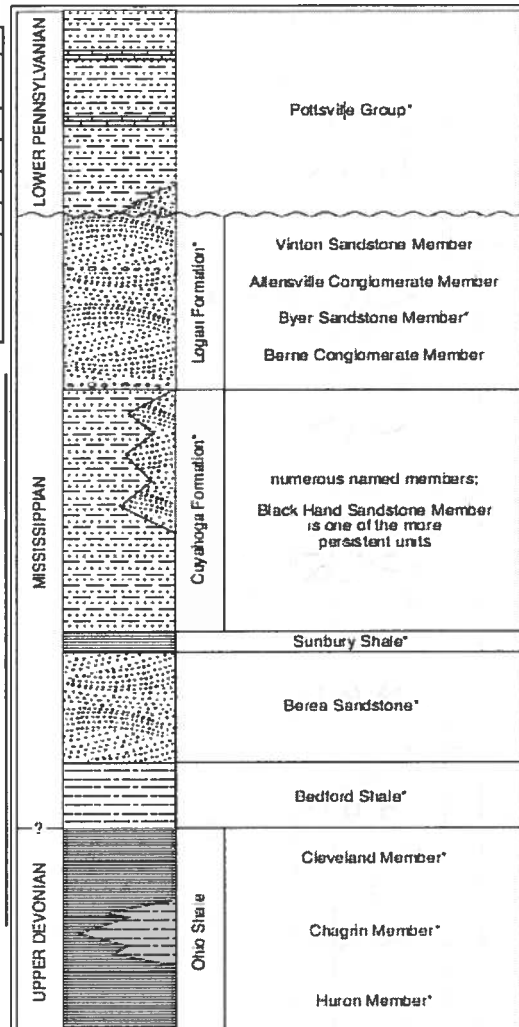 LOWER PENNSYLVANIAN
Pottsville Group*
MISSISSIPPIAN
Logan Formation*
Vinton Sandstone Member
Allensville Conglomerate Member
Byer Sandstone Member*
Berne Conglomerate Member
Cuyahoga Formation*
numerous named members;
Black Hand Sandstone Member
is one of the more
persistent units
Sunbury Shale*
Berea Sandstone*
Bedford Shale*
?
UPPER DEVONIAN
Ohio Shale
Cleveland Member*
Chagrin Member*
Huron Member*